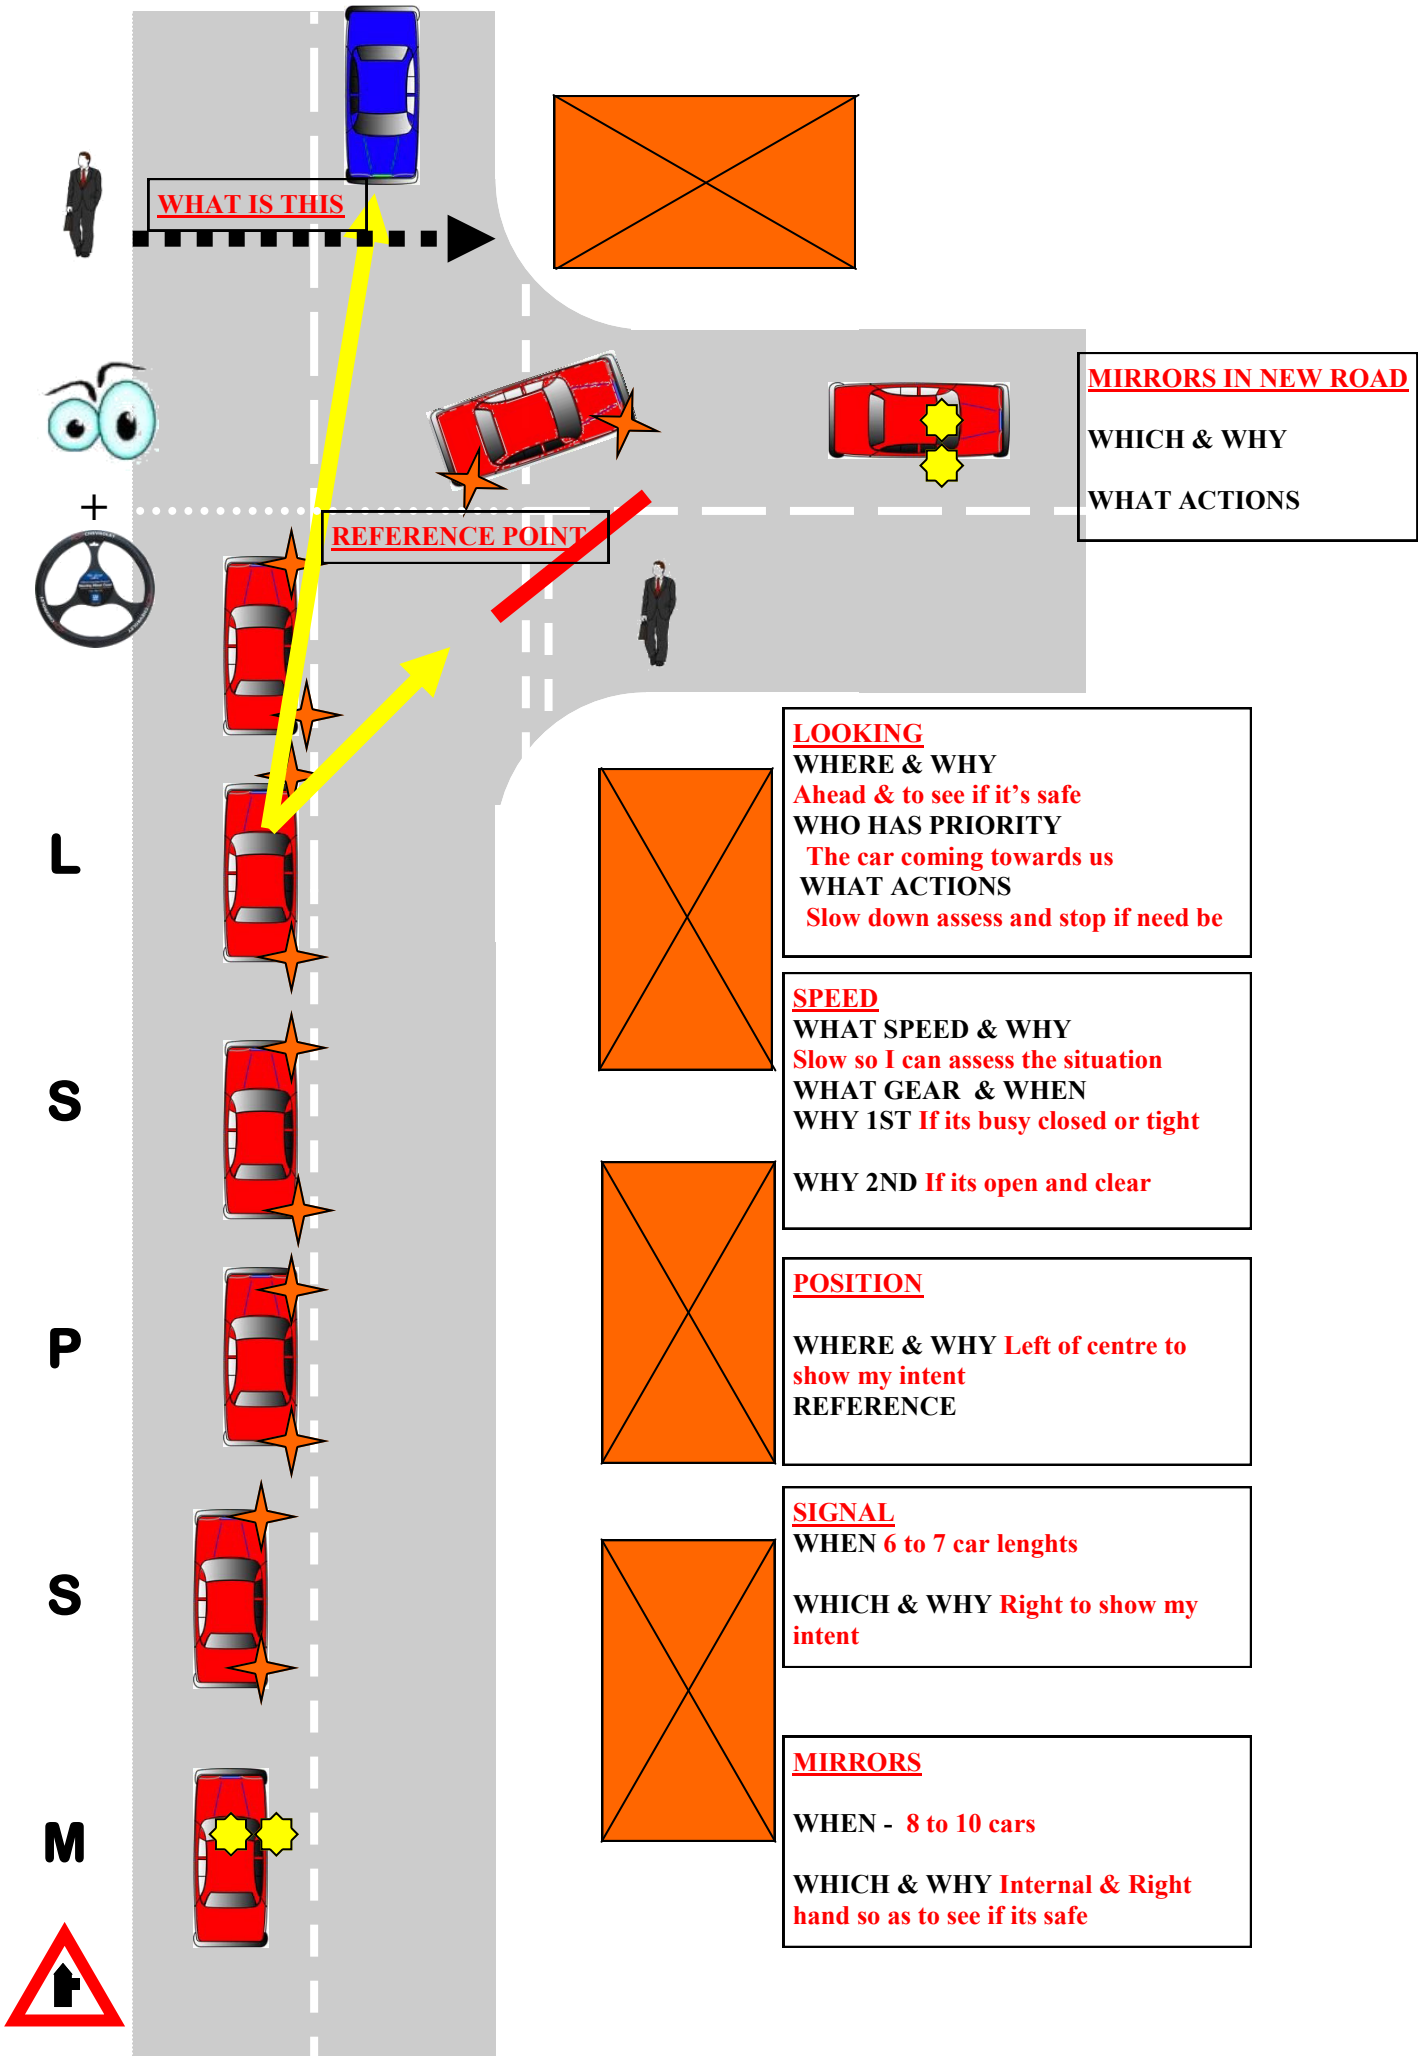 WHAT IS THIS
MIRRORS IN NEW ROAD
WHICH & WHY
WHAT ACTIONS
+
REFERENCE POINT
L
LOOKING
WHERE & WHY
Ahead & to see if it’s safe
WHO HAS PRIORITY
The car coming towards us
WHAT ACTIONS
Slow down assess and stop if need be
S
SPEED
WHAT SPEED & WHY
Slow so I can assess the situation
WHAT GEAR & WHEN
WHY 1ST If its busy closed or tight
WHY 2ND If its open and clear
P
POSITION
WHERE & WHY Left of centre to
show my intent
REFERENCE
S
SIGNAL
WHEN 6 to 7 car lenghts
WHICH & WHY Right to show my
intent
M
MIRRORS
WHEN - 8 to 10 cars
WHICH & WHY Internal & Right
hand so as to see if its safe